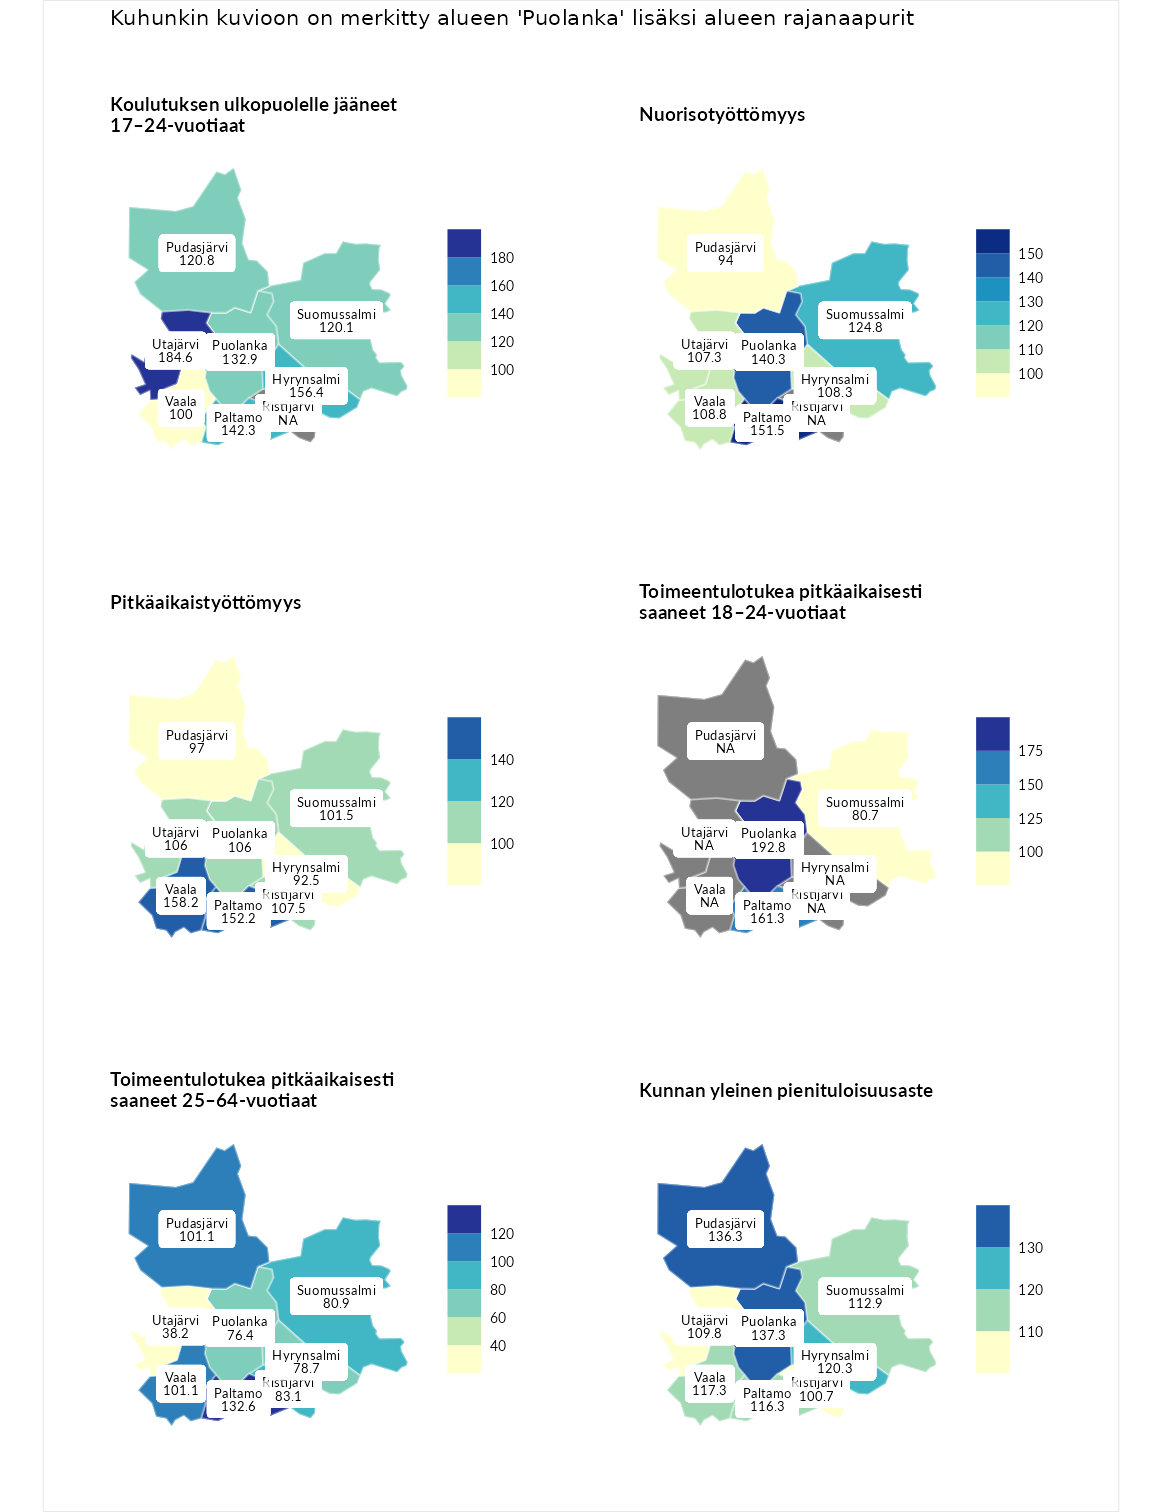 Kuhunkin kuvioon on merkitty alueen 'Puolanka' lisäksi alueen rajanaapurit
Koulutuksen ulkopuolelle jääneet
17–24-vuotiaat
Pudasjärvi
120.8
Suomussalmi
120.1
Utajärvi
184.6
Puolanka
132.9
Hyrynsalmi
156.4
Vaala
100
Ristijärvi
NA
Paltamo
142.3
180
160
140
120
100
Nuorisotyöttömyys
Pudasjärvi
94
Suomussalmi
124.8
Utajärvi
107.3
Puolanka
140.3
Hyrynsalmi
108.3
Vaala
108.8
Ristijärvi
NA
Paltamo
151.5
150
140
130
120
110
100
Pitkäaikaistyöttömyys
Pudasjärvi
97
Suomussalmi
101.5
Utajärvi
106
Puolanka
106
Hyrynsalmi
92.5
Vaala
158.2
Ristijärvi
107.5
Paltamo
152.2
140
120
100
Toimeentulotukea pitkäaikaisesti
saaneet 18–24-vuotiaat
Pudasjärvi
NA
Suomussalmi
80.7
Utajärvi
NA
Puolanka
192.8
Hyrynsalmi
NA
Vaala
NA
Ristijärvi
NA
Paltamo
161.3
175
150
125
100
Toimeentulotukea pitkäaikaisesti
saaneet 25–64-vuotiaat
Pudasjärvi
101.1
Suomussalmi
80.9
Utajärvi
38.2
Puolanka
76.4
Hyrynsalmi
78.7
Vaala
101.1
Ristijärvi
83.1
Paltamo
132.6
120
100
80
60
40
Kunnan yleinen pienituloisuusaste
Pudasjärvi
136.3
Suomussalmi
112.9
Utajärvi
109.8
Puolanka
137.3
Hyrynsalmi
120.3
Vaala
117.3
Ristijärvi
100.7
Paltamo
116.3
130
120
110